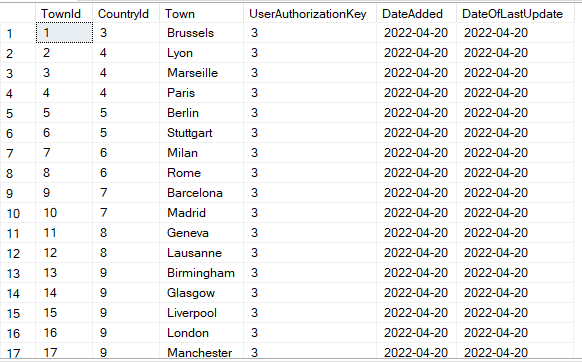 TownId CountryId Town UserAuthorizationKey DateAdded DateOfLastUpdate
1 1 3 Brussels 3 2022-04-20 2022-04-20
2 2 4 Lyon 3 2022-04-20 2022-04-20
3 3 4 Marseille 3 2022-04-20 2022-04-20
4 4 4 Paris 3 2022-04-20 2022-04-20
5 5 5 Berlin 3 2022-04-20 2022-04-20
6 6 5 Stuttgart 3 2022-04-20 2022-04-20
7 7 6 Milan 3 2022-04-20 2022-04-20
8 8 6 Rome 3 2022-04-20 2022-04-20
9 9 7 Barcelona 3 2022-04-20 2022-04-20
10 10 7 Madrid 3 2022-04-20 2022-04-20
11 11 8 Geneva 3 2022-04-20 2022-04-20
12 12 8 Lausanne 3 2022-04-20 2022-04-20
13 13 9 Birmingham 3 2022-04-20 2022-04-20
14 14 9 Glasgow 3 2022-04-20 2022-04-20
15 15 9 Liverpool 3 2022-04-20 2022-04-20
16 16 9 London 3 2022-04-20 2022-04-20
17 17 9 Manchester 3 2022-04-20 2022-04-20